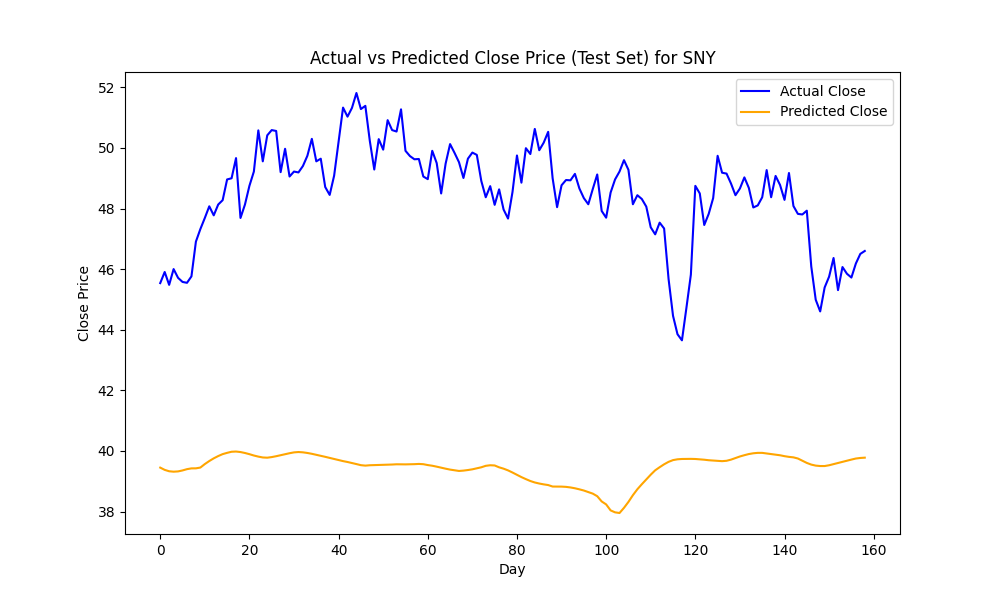 Actual vs Predicted Close Price (Test Set) for SNY
Actual Close
Predicted Close
Close Price
52
50
48
46
44
42
40
38
0 20 40 60 80 100 120 140 160
Day